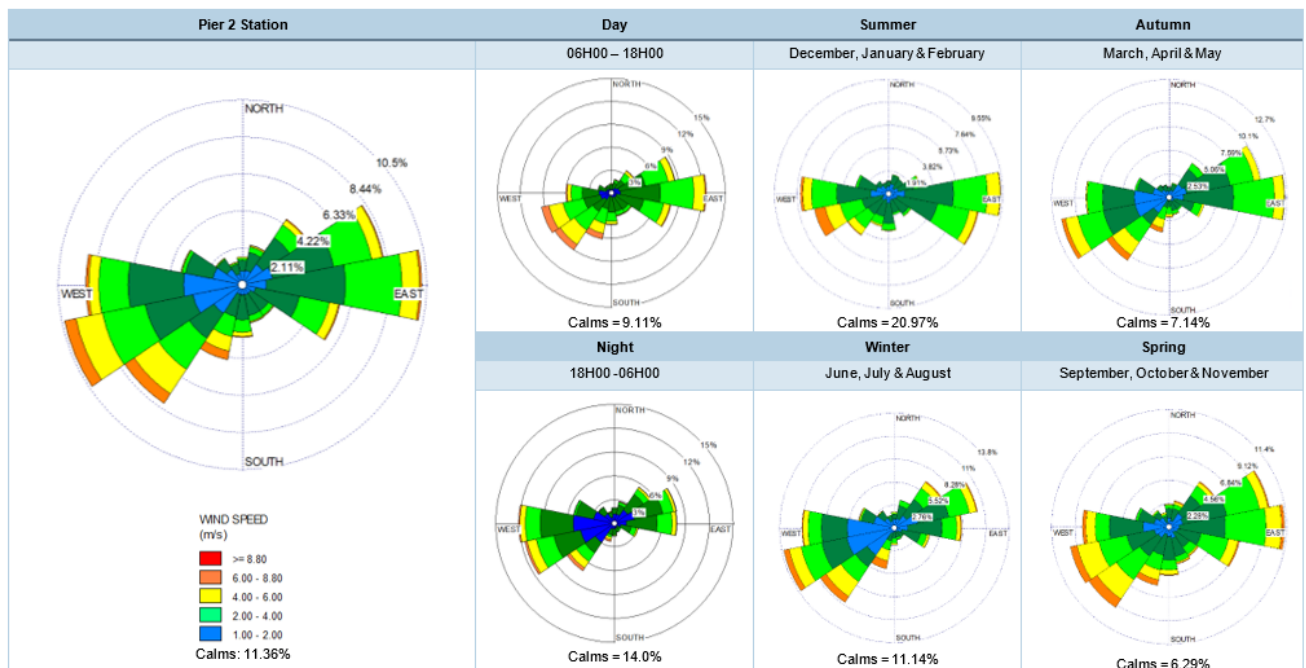 Pier 2 Station
Day
Summer
Autumn
06H00 – 18H00
December, January & February
March, April & May
NORTH
10.5%
8.44%
6.33%
4.22%
2.11%
WEST
EAST
SOUTH
WIND SPEED
(m/s)
>= 8.80
6.00 - 8.80
4.00 - 6.00
2.00 - 4.00
1.00 - 2.00
Calms: 11.36%
NORTH
15%
12%
9%
6%
3%
WEST
EAST
SOUTH
Calms = 9.11%
NORTH
9.55%
7.64%
5.73%
3.82%
1.91%
WEST
EAST
SOUTH
Calms = 20.97%
NORTH
12.7%
10.1%
7.59%
5.06%
2.53%
WEST
EAST
SOUTH
Calms = 7.14%
Night
Winter
Spring
18H00 -06H00
June, July & August
September, October & November
NORTH
15%
12%
9%
6%
3%
WEST
EAST
SOUTH
Calms = 14.0%
NORTH
13.8%
11%
8.28%
5.52%
2.76%
WEST
EAST
SOUTH
Calms = 11.14%
NORTH
11.4%
9.12%
6.84%
4.56%
2.28%
WEST
EAST
SOUTH
Calms = 6.29%